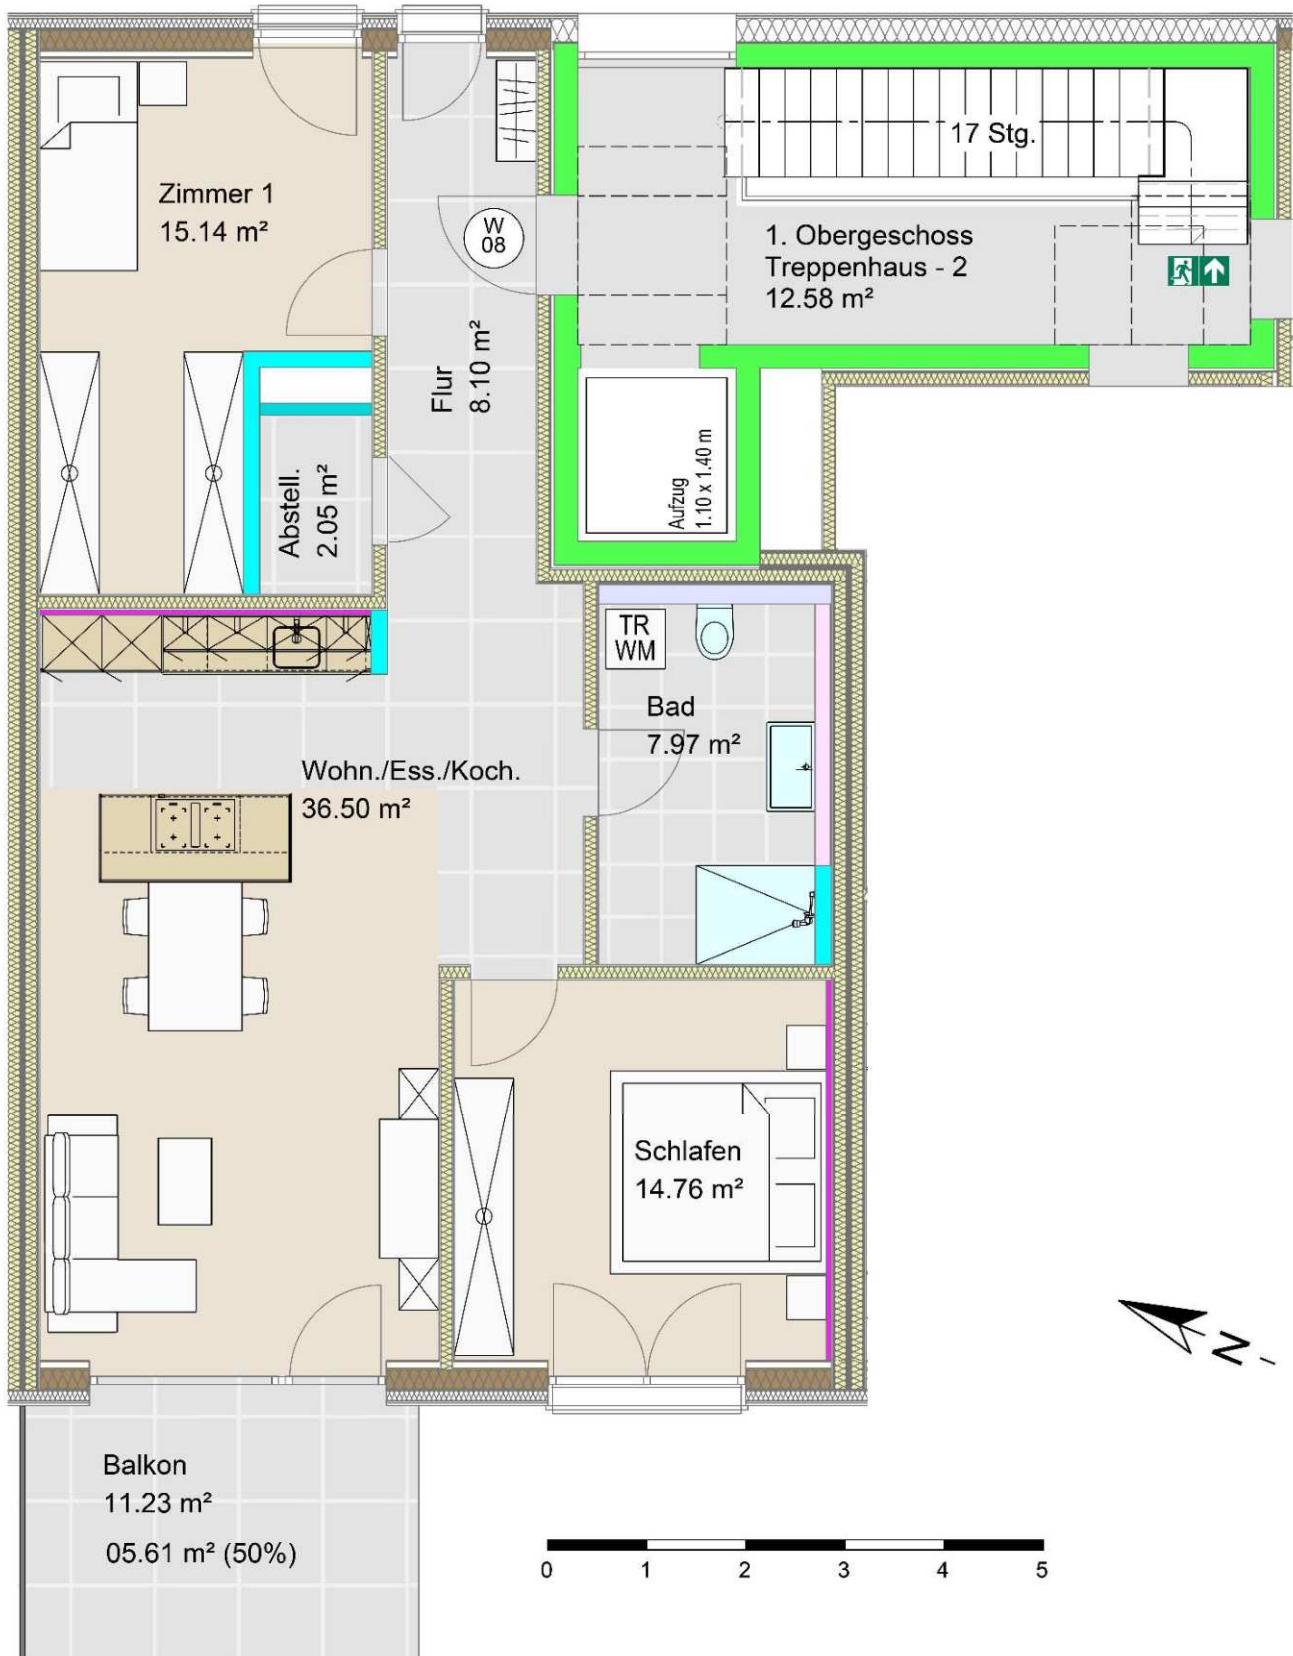 17 Stg.
Zimmer 1
15.14 m²
W
08
1. Obergeschoss
Treppenhaus - 2
12.58 m²
Flur
8.10 m²
Aufzug
1.10 x 1.40 m
Abstell.
2.05 m²
TR
WM
Bad
7.97 m²
Wohn./Ess./Koch.
36.50 m²
Schlafen
14.76 m²
N
Balkon
11.23 m²
05.61 m² (50%)
0 1 2 3 4 5